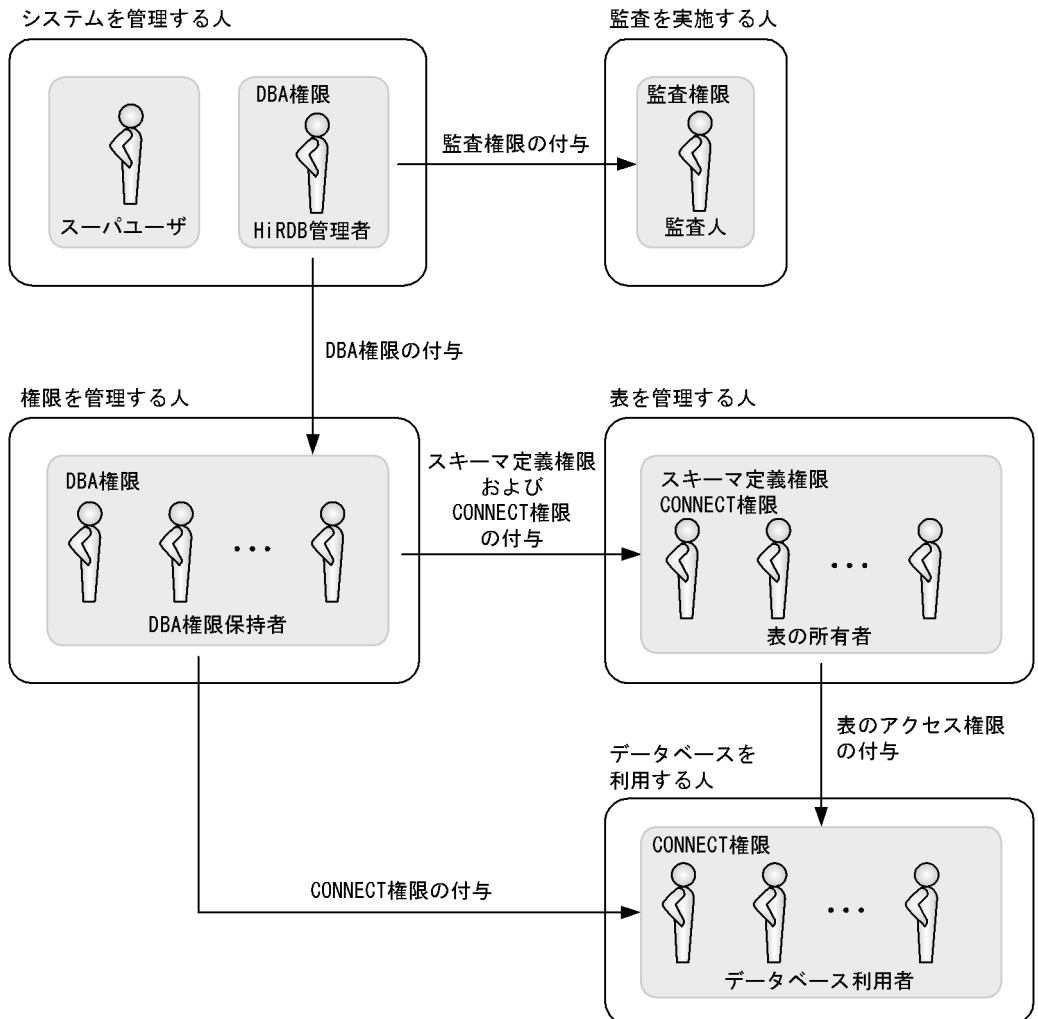 システムを管理する人
監査を実施する人
DBA権限
監査権限
監査権限の付与
スーパユーザ
HiRDB管理者
監査人
DBA権限の付与
権限を管理する人
表を管理する人
DBA権限
スキーマ定義権限
および
CONNECT権限
の付与
スキーマ定義権限
CONNECT権限
・・・
・・・
DBA権限保持者
表の所有者
表のアクセス権限
の付与
データベースを
利用する人
CONNECT権限
CONNECT権限の付与
・・・
データベース利用者